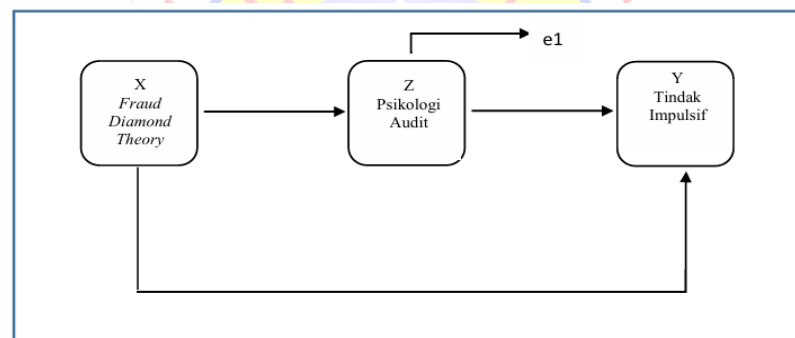 e1
X
Fraud
Diamond
Theory
Z
Psikologi
Audit
Y
Tindak
Impulsif